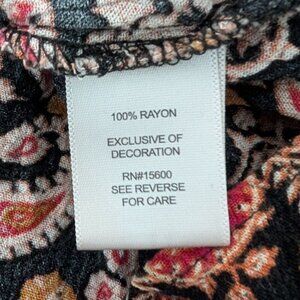 100% RAYON
EXCLUSIVE OF
DECORATION
RN#15600
SEE REVERSE
FOR CARE